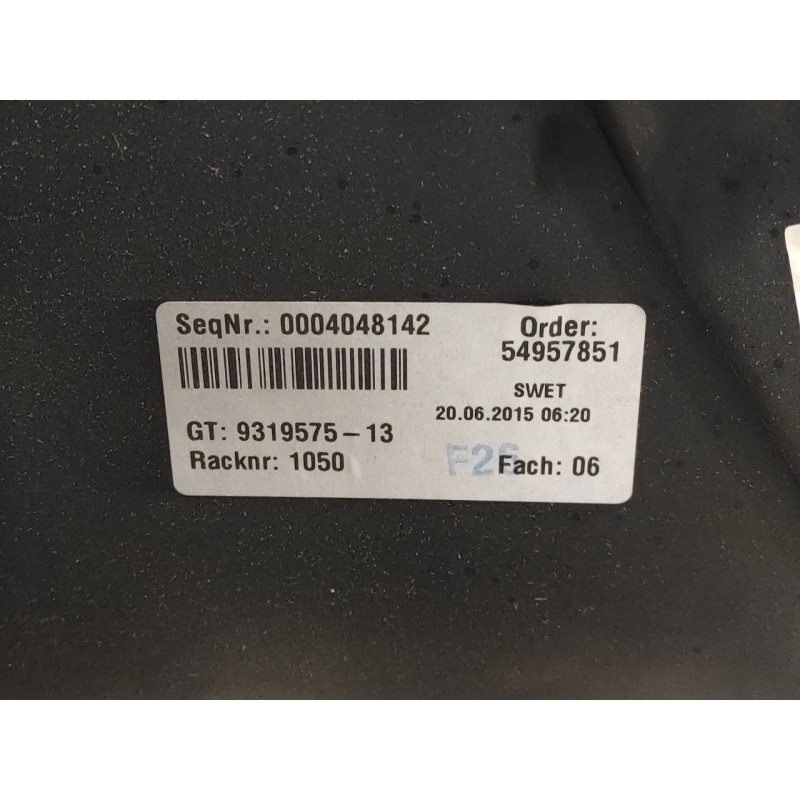 SeqNr.: 0004048142
Order:
54957851
SWET
20.06.2015 06:20
GT: 9319575-13
Racknr: 1050
F26
Fach: 06